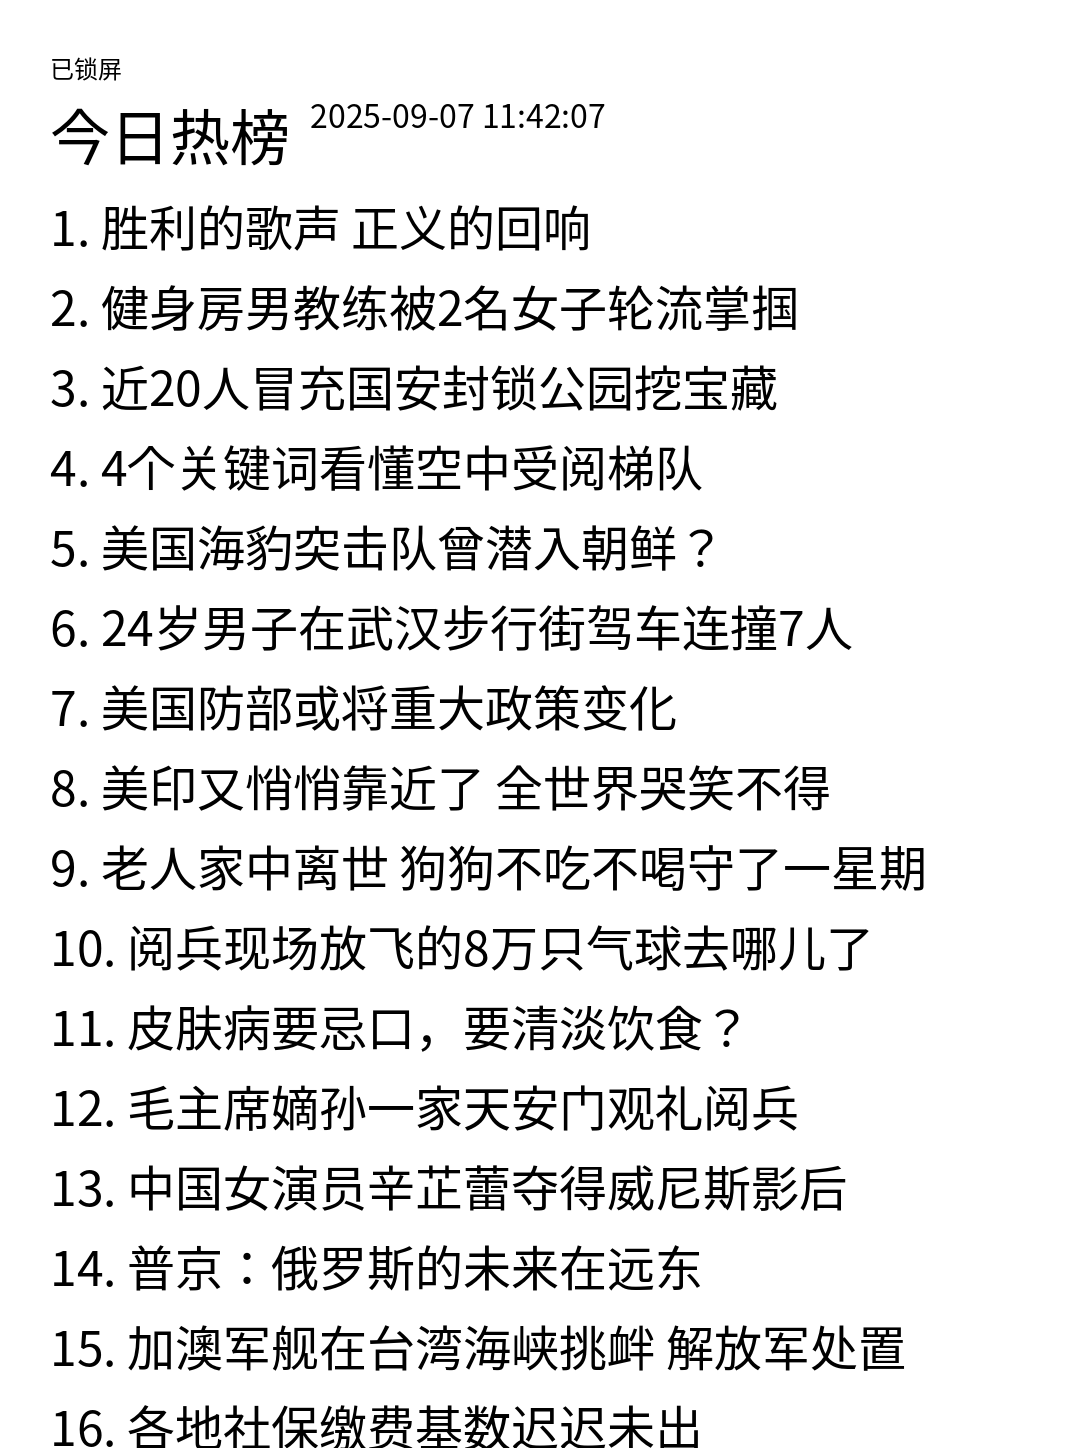 已锁屏
今日热榜 2025-09-07 11:42:07
1. 胜利的歌声 正义的回响
2. 健身房男教练被2名女子轮流掌掴
3. 近20人冒充国安封锁公园挖宝藏
4. 4个关键词看懂空中受阅梯队
5. 美国海豹突击队曾潜入朝鲜？
6. 24岁男子在武汉步行街驾车连撞7人
7. 美国防部或将重大政策变化
8. 美印又悄悄靠近了 全世界哭笑不得
9. 老人家中离世 狗狗不吃不喝守了一星期
10. 阅兵现场放飞的8万只气球去哪儿了
11. 皮肤病要忌口，要清淡饮食？
12. 毛主席嫡孙一家天安门观礼阅兵
13. 中国女演员辛芷蕾夺得威尼斯影后
14. 普京：俄罗斯的未来在远东
15. 加澳军舰在台湾海峡挑衅 解放军处置
16. 各地社保缴费基数迟迟未出